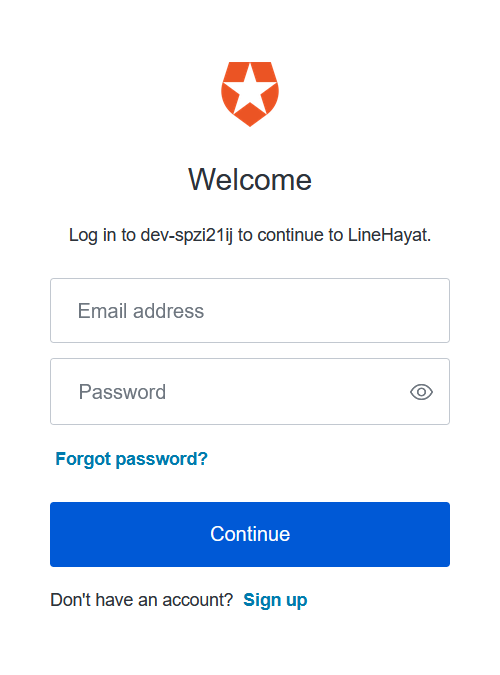 Welcome
Log in to dev-spzi21ij to continue to LineHayat.
Email address
Password
Forgot password?
Continue
Don't have an account? Sign up